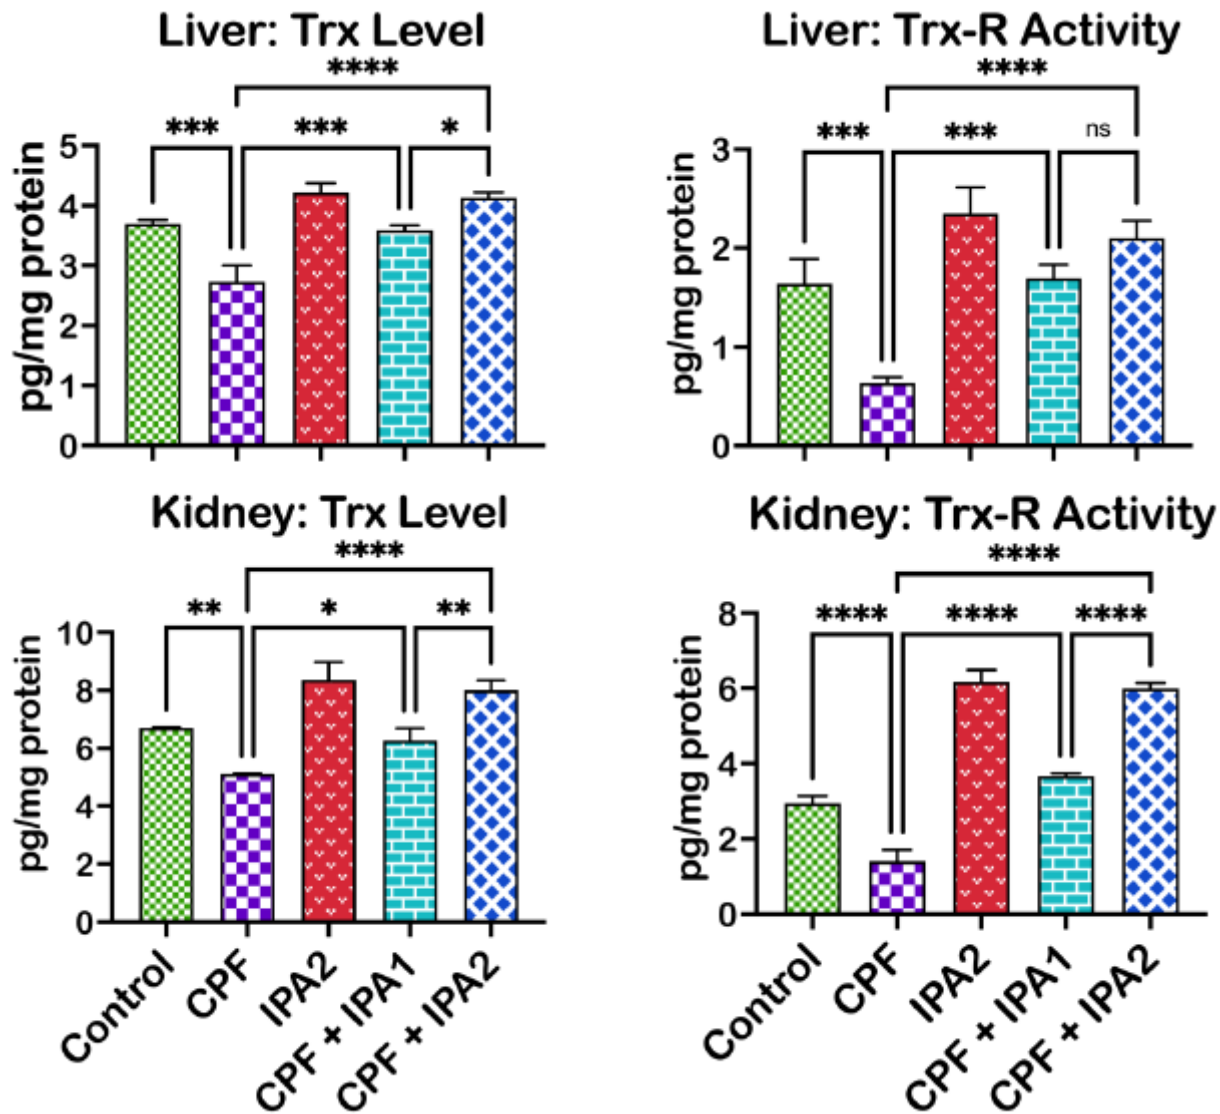 Liver: Trx Level
****
*** *** *
5
4
3
2
1
0
pg/mg protein
Liver: Trx-R Activity
****
*** *** ns
3
2
1
0
pg/mg protein
Kidney: Trx Level
****
** * **
10
8
6
4
2
0
pg/mg protein
Control
CPF
IPA2
CPF + IPA1
CPF + IPA2
Kidney: Trx-R Activity
****
**** **** ****
8
6
4
2
0
pg/mg protein
Control
CPF
IPA2
CPF + IPA1
CPF + IPA2